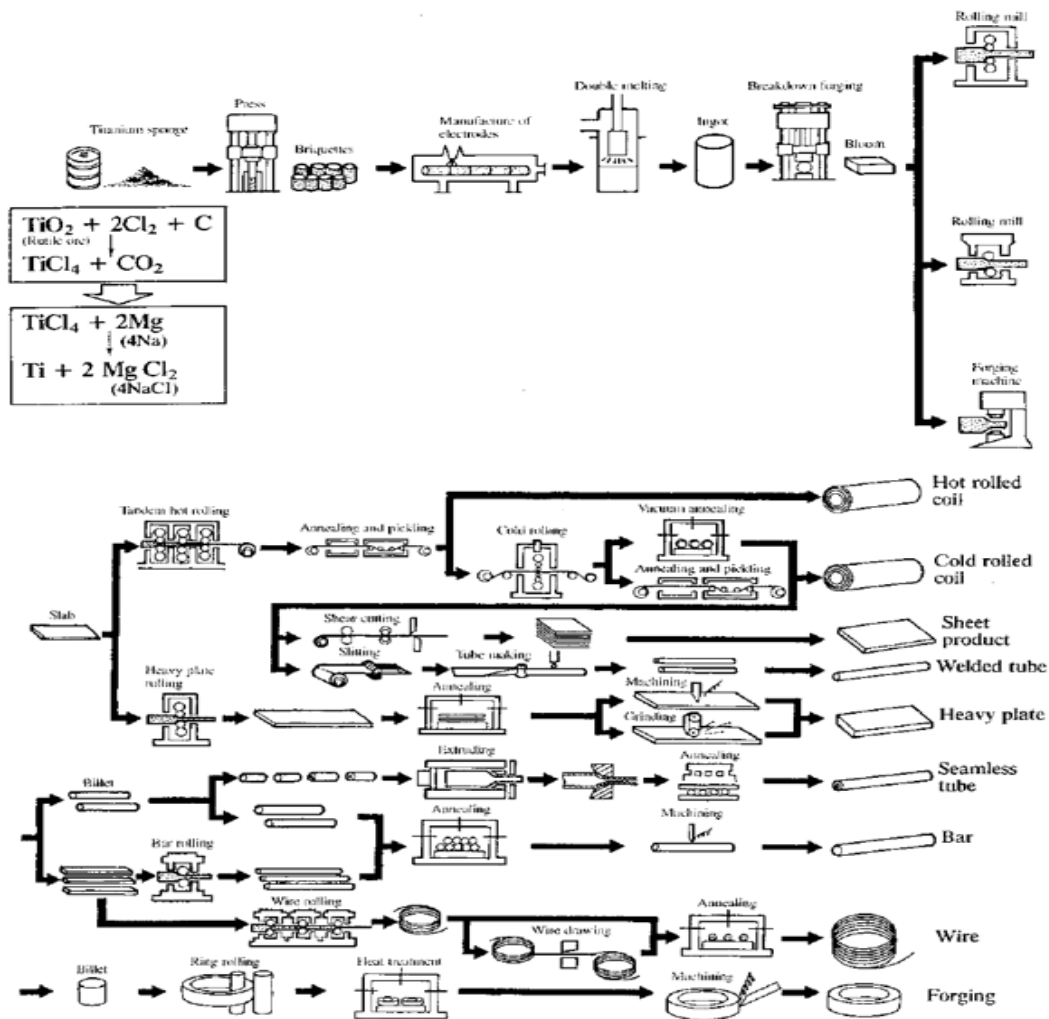 Rolling mill
Double melting
Breakdown forging
Press
Manufacture of
electrodes
Ingot
Titanium sponge
Briquettes
Bloom
TiO2 + 2Cl2 + C
(Rutile ore)
TiCl4 + CO2
Rolling mill
TiCl4 + 2Mg
(4Na)
Ti + 2 Mg Cl2
(4NaCl)
Forging
machine
Hot rolled
coil
Tandem hot rolling
Annealing and pickling
Cold rolling
Vacuum annealing
Annealing and pickling
Cold rolled
coil
Slab
Shear cutting
Sheet
product
Slitting
Tube making
Welded tube
Heavy plate
rolling
Annealing
Machining
Grinding
Heavy plate
Billet
Extruding
Annealing
Seamless
tube
Bar rolling
Annealing
Machining
Bar
Wire rolling
Wire drawing
Annealing
Wire
Billet
Ring rolling
Heat treatment
Machining
Forging